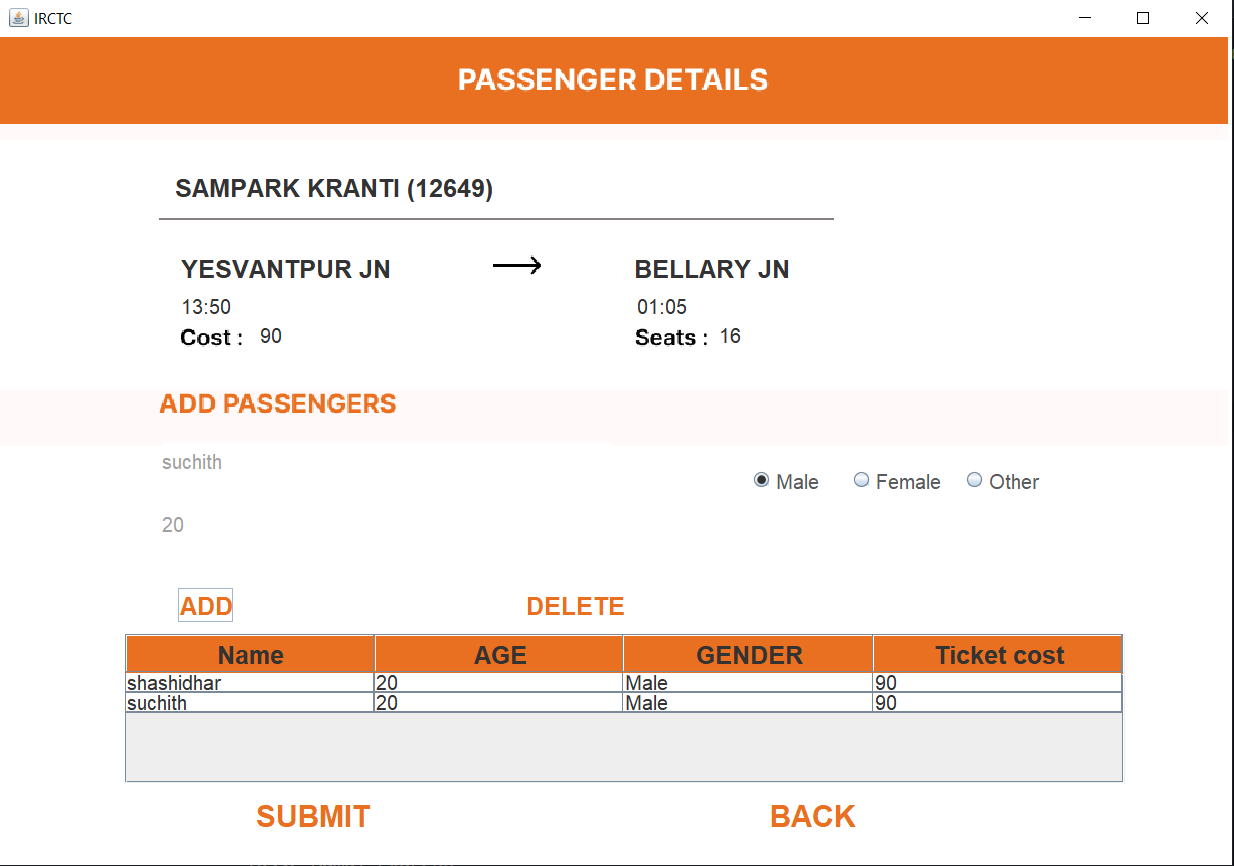 IRCTC
PASSENGER DETAILS
SAMPARK KRANTI (12649)
YESVANTPUR JN BELLARY JN
13:50 01:05
Cost : 90 Seats : 16
ADD PASSENGERS
suchith
Male Female Other
20
ADD DELETE
Name AGE GENDER Ticket cost
shashidhar 20 Male 90
suchith 20 Male 90
SUBMIT BACK